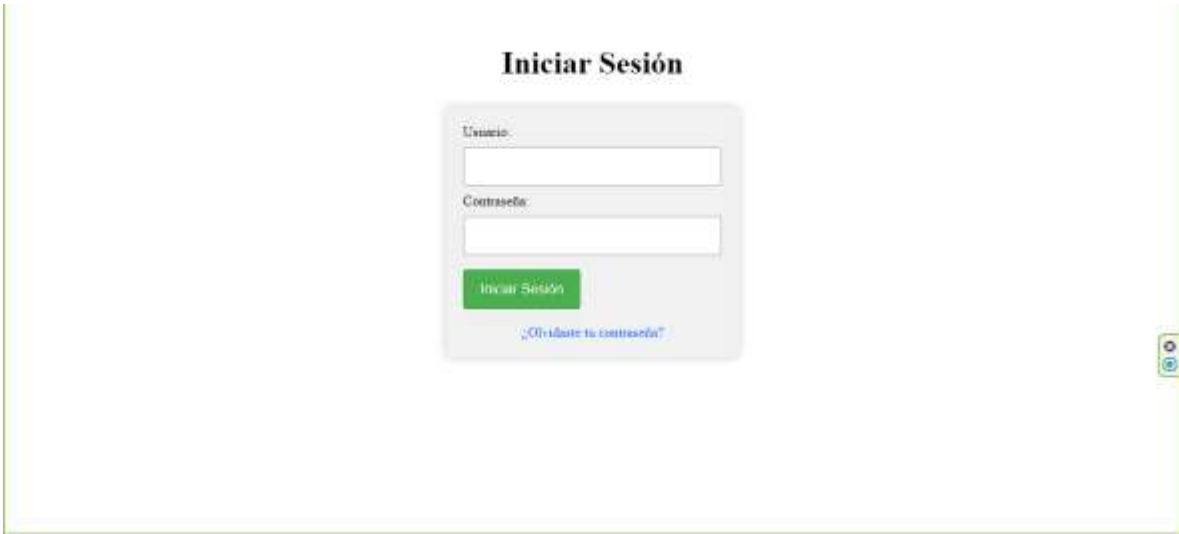 Iniciar Sesión
Usuario:
Contraseña:
Iniciar Sesión
¿Olvidaste tu contraseña?